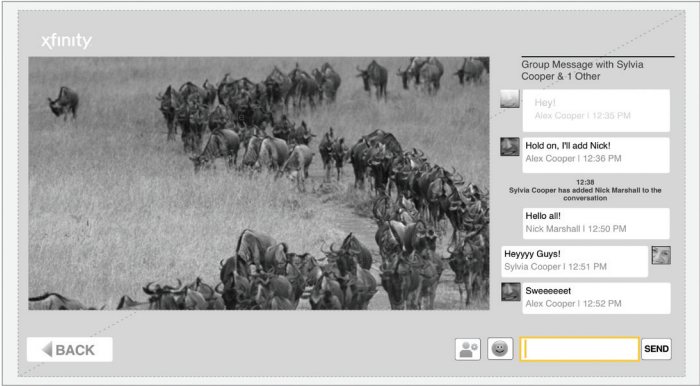 xfinity
Group Message with Sylvia
Cooper & 1 Other
Hey!
Alex Cooper I 12:35 PM
Hold on, I'll add Nick!
Alex Cooper I 12:36 PM
12:38
Sylvia Cooper has added Nick Marshall to the
conversation
Hello all!
Nick Marshall I 12:50 PM
Heyyyy Guys!
Sylvia Cooper I 12:51 PM
Sweeeeeet
Alex Cooper I 12:52 PM
BACK
SEND